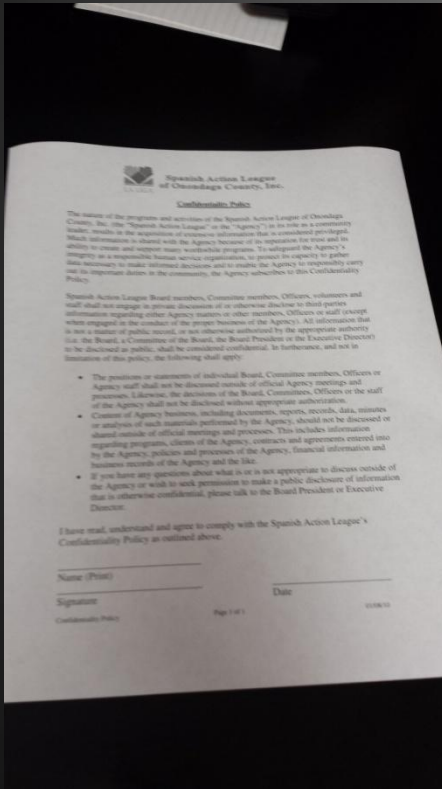 Spanish Action League
of Onondaga County, Inc.
Confidentiality Policy
The nature of the programs and activities of the Spanish Action League of Onondaga
County, Inc. (the "Spanish Action League" or the "Agency") in its role as a community
leader, results in the acquisition of extensive information that is considered privileged.
Much information is shared with the Agency because of its reputation for trust and its
ability to create and support many worthwhile programs. To safeguard the Agency's
integrity as a responsible human service organization, to protect its capacity to gather
data necessary to make informed decisions and to enable the Agency to responsibly carry
out its important duties in the community, the Agency subscribes to this Confidentiality
Policy.
Spanish Action League Board members, Committee members, Officers, volunteers and
staff shall not engage in private discussion of or otherwise disclose to third-parties
information regarding either Agency matters or other members, Officers or staff (except
when engaged in the conduct of the proper business of the Agency). All information that
is not a matter of public record, or not otherwise authorized by the appropriate authority
(i.e. the Board, a Committee of the Board, the Board President or the Executive Director)
to be disclosed as public, shall be considered confidential. In furtherance, and not in
limitation of this policy, the following shall apply:
• The positions or statements of individual Board, Committee members, Officers or
Agency staff shall not be disclosed outside of official Agency meetings and
processes. Likewise, the decisions of the Board, Committees, Officers or the staff
of the Agency shall not be disclosed without appropriate authorization.
• Content of Agency business, including documents, reports, records, data, minutes
or analysis of such materials performed by the Agency, should not be discussed or
shared outside of official meetings and processes. This includes information
regarding programs, clients of the Agency, contracts and agreements entered into
by the Agency, policies and processes of the Agency, financial information and
business records of the Agency and the like.
• If you have any questions about what is or is not appropriate to discuss outside of
the Agency or wish to seek permission to make a public disclosure of information
that is otherwise confidential, please talk to the Board President or Executive
Director.
I have read, understand and agree to comply with the Spanish Action League's
Confidentiality Policy as outlined above.
Name (Print)
Signature
Date
Confidentiality Policy
Page 1 of 1